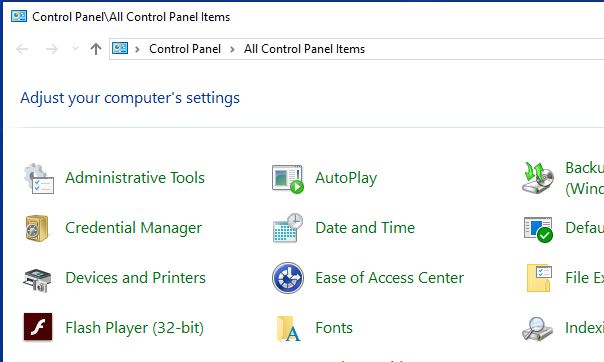 Control Panel\All Control Panel Items
Control Panel > All Control Panel Items
Adjust your computer's settings
Administrative Tools
AutoPlay
Credential Manager
Date and Time
Devices and Printers
Ease of Access Center
Flash Player (32-bit)
Fonts